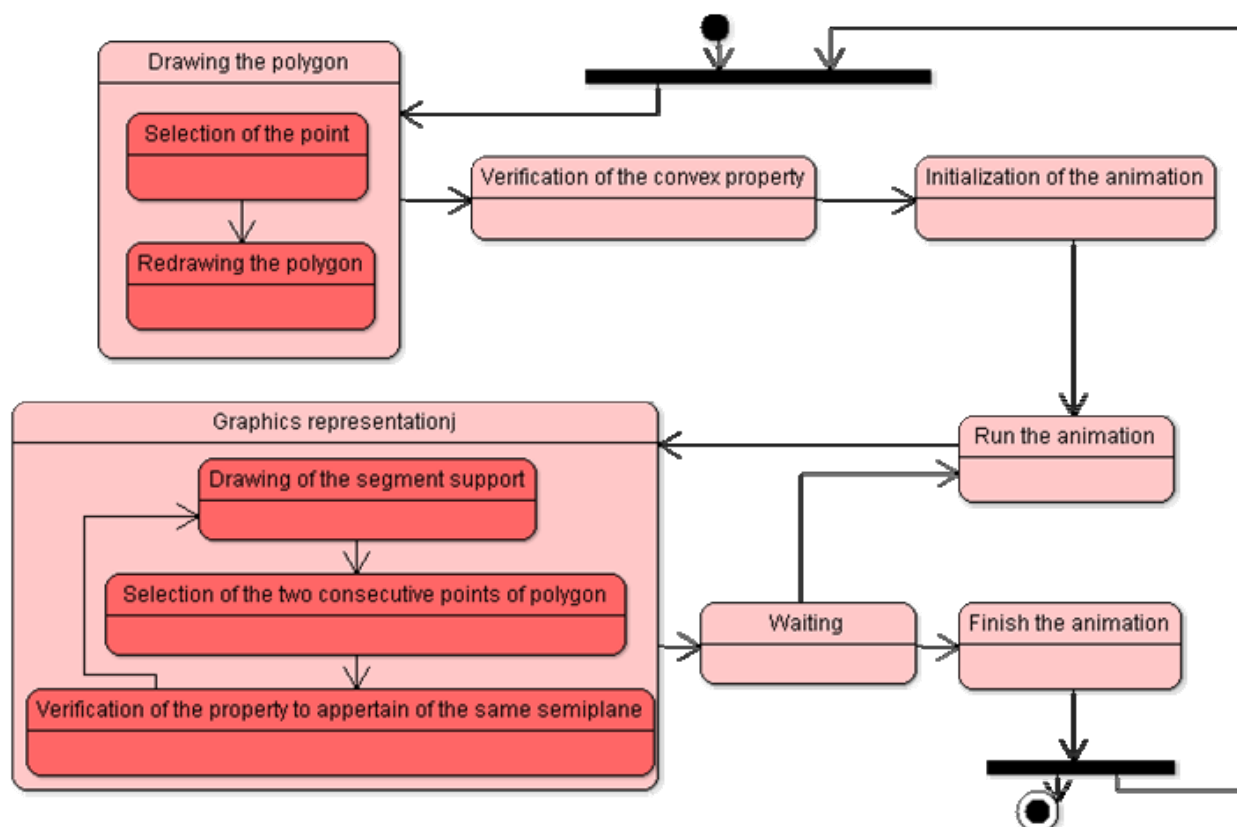 Drawing the polygon
Selection of the point
Redrawing the polygon
Verification of the convex property
Initialization of the animation
Graphics representationj
Drawing of the segment support
Selection of the two consecutive points of polygon
Verification of the property to appertain of the same semiplane
Run the animation
Waiting
Finish the animation